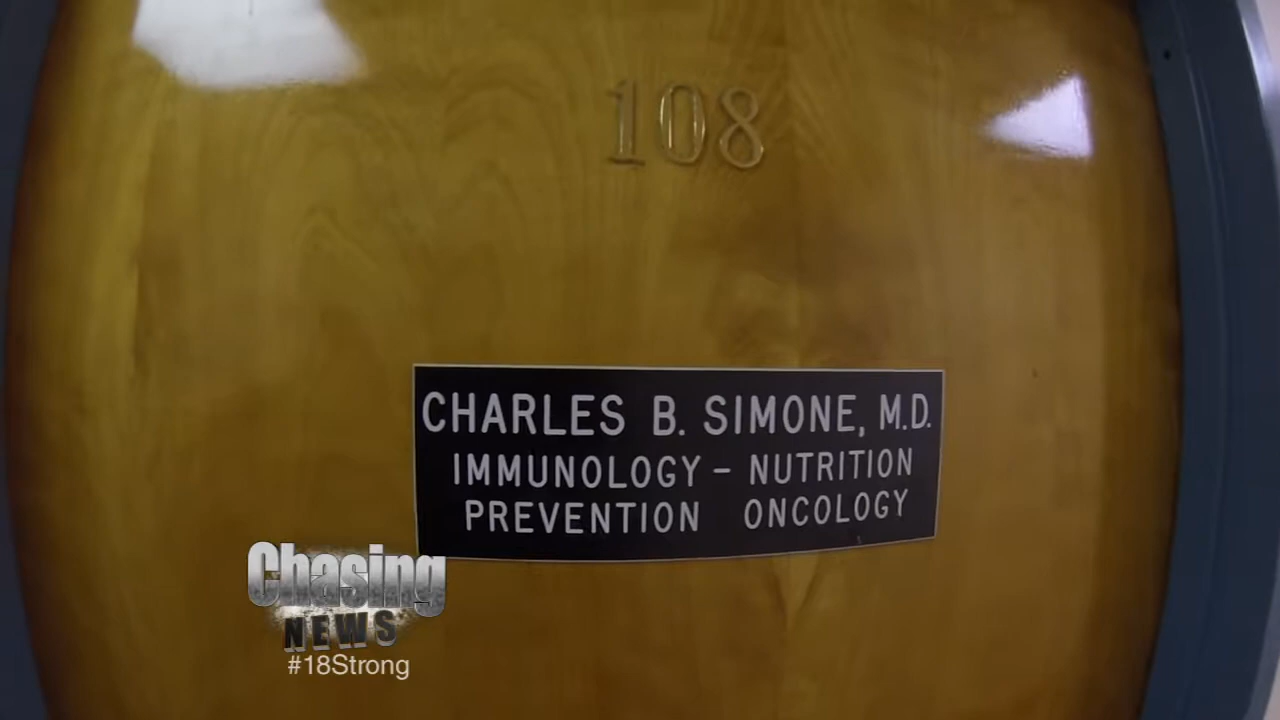 108
CHARLES B. SIMONE, M.D.
IMMUNOLOGY - NUTRITION
PREVENTION ONCOLOGY
Chasing
NEWS
#18Strong